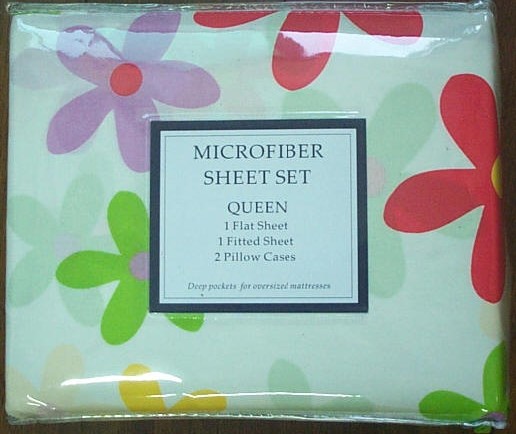 MICROFIBER
SHEET SET
QUEEN
1 Flat Sheet
1 Fitted Sheet
2 Pillow Cases
Deep pockets for oversized mattresses